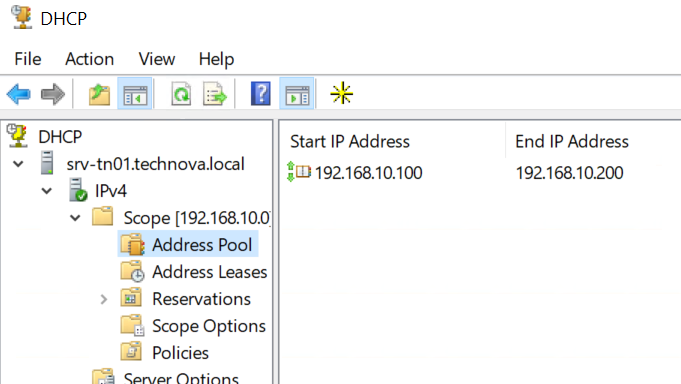 DHCP
File Action View Help
DHCP
srv-tn01.technova.local
IPv4
Scope [192.168.10.0]
Address Pool
Address Leases
Reservations
Scope Options
Policies
Server Options
Start IP Address End IP Address
192.168.10.100 192.168.10.200